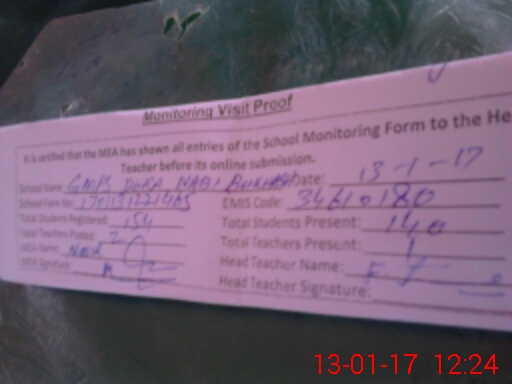 Monitoring Visit Proof
It is certified that the MEA has shown all entries of the School Monitoring Form to the He
Teacher before its online submission.
School Name: GMPS DERA NABI Date: 13-1-17
School Form No: EMIS Code: 34610180
Total Students Registered: 154 Total Students Present: 140
Total Teachers Posted: 2 Total Teachers Present: 1
MEA Name: Head Teacher Name:
MEA Signature: Head Teacher Signature:
13-01-17 12:24